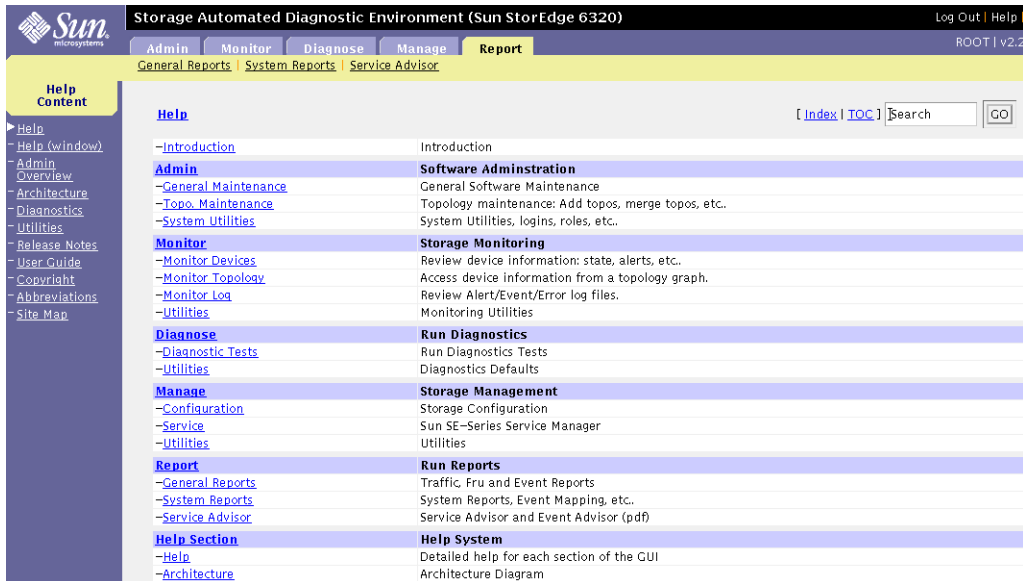 Sun
microsystems
Storage Automated Diagnostic Environment (Sun StorEdge 6320)
Log Out | Help
Admin Monitor Diagnose Manage Report
ROOT | v2.2
General Reports | System Reports | Service Advisor
Help
Content
Help
Help (window)
Admin
Overview
Architecture
Diagnostics
Utilities
Release Notes
User Guide
Copyright
Abbreviations
Site Map
Help [ Index | TOC ] Search GO
–Introduction Introduction
Admin Software Adminstration
–General Maintenance General Software Maintenance
–Topo. Maintenance Topology maintenance: Add topos, merge topos, etc..
–System Utilities System Utilities, logins, roles, etc..
Monitor Storage Monitoring
–Monitor Devices Review device information: state, alerts, etc..
–Monitor Topology Access device information from a topology graph.
–Monitor Log Review Alert/Event/Error log files.
–Utilities Monitoring Utilities
Diagnose Run Diagnostics
–Diagnostic Tests Run Diagnostics Tests
–Utilities Diagnostics Defaults
Manage Storage Management
–Configuration Storage Configuration
–Service Sun SE–Series Service Manager
–Utilities Utilities
Report Run Reports
–General Reports Traffic, Fru and Event Reports
–System Reports System Reports, Event Mapping, etc..
–Service Advisor Service Advisor and Event Advisor (pdf)
Help Section Help System
–Help Detailed help for each section of the GUI
–Architecture Architecture Diagram